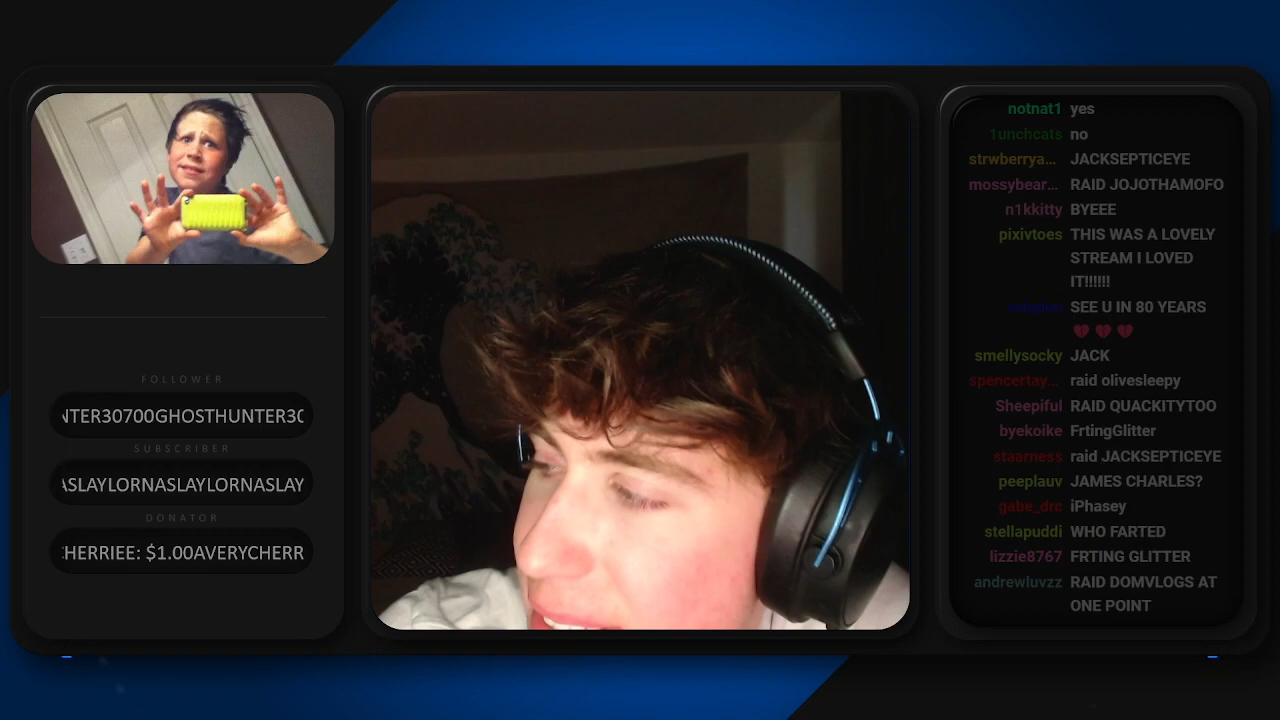 FOLLOWER
NTER30700GHOSTHUNTER30
SUBSCRIBER
ASLAYLORNASLAYLORNASLAY
DONATOR
HERRIEE: $1.00AVERYCHERR
notnat1 yes
1unchcats no
strwberrya... JACKSEPTICEYE
mossybear... RAID JOJOTHAMOFO
n1kkitty BYEEE
pixivtoes THIS WAS A LOVELY
STREAM I LOVED
IT!!!!!!
SEE U IN 80 YEARS
smellysocky JACK
spencertay... raid olivesleepy
Sheepiful RAID QUACKITYTOO
byekoike FrtingGlitter
staarness raid JACKSEPTICEYE
peeplauv JAMES CHARLES?
gabe_drc iPhasey
stellapuddi WHO FARTED
lizzie8767 FRTING GLITTER
andrewluvzz RAID DOMVLOGS AT
ONE POINT